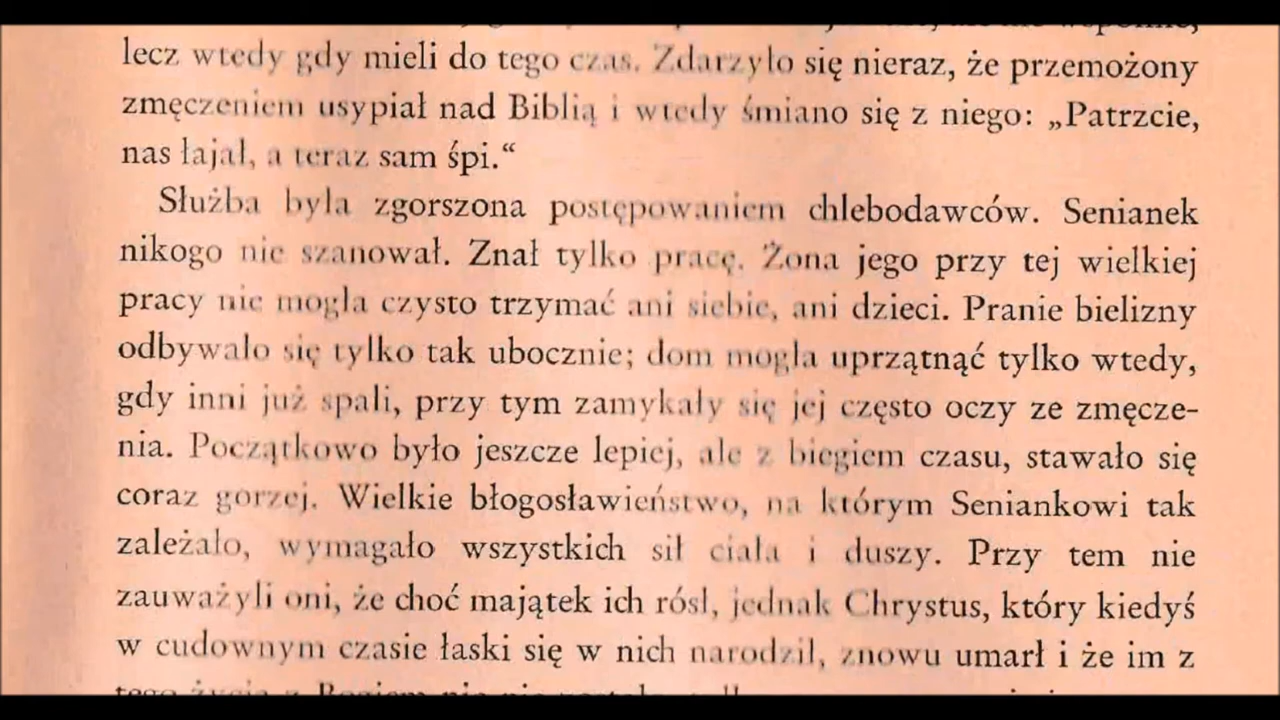 lecz wtedy gdy mieli do tego czas. Zdarzyło się nieraz, że przemożony
zmęczeniem usypiał nad Biblią i wtedy śmiano się z niego: „Patrzcie,
nas łajał, a teraz sam śpi.“
Służba była zgorszona postępowaniem chlebodawców. Senianek
nikogo nie szanował. Znał tylko pracę. Żona jego przy tej wielkiej
pracy nie mogła czysto trzymać ani siebie, ani dzieci. Pranie bielizny
odbywało się tylko tak ubocznie; dom mogła uprzątnąć tylko wtedy,
gdy inni już spali, przy tym zamykały się jej często oczy ze zmęcze-
nia. Początkowo było jeszcze lepiej, ale z biegiem czasu, stawało się
coraz gorzej. Wielkie błogosławieństwo, na którym Seniankowi tak
zależało, wymagało wszystkich sił ciała i duszy. Przy tem nie
zauważyli oni, że choć majątek ich rósł, jednak Chrystus, który kiedyś
w cudownym czasie łaski się w nich narodził, znowu umarł i że im z